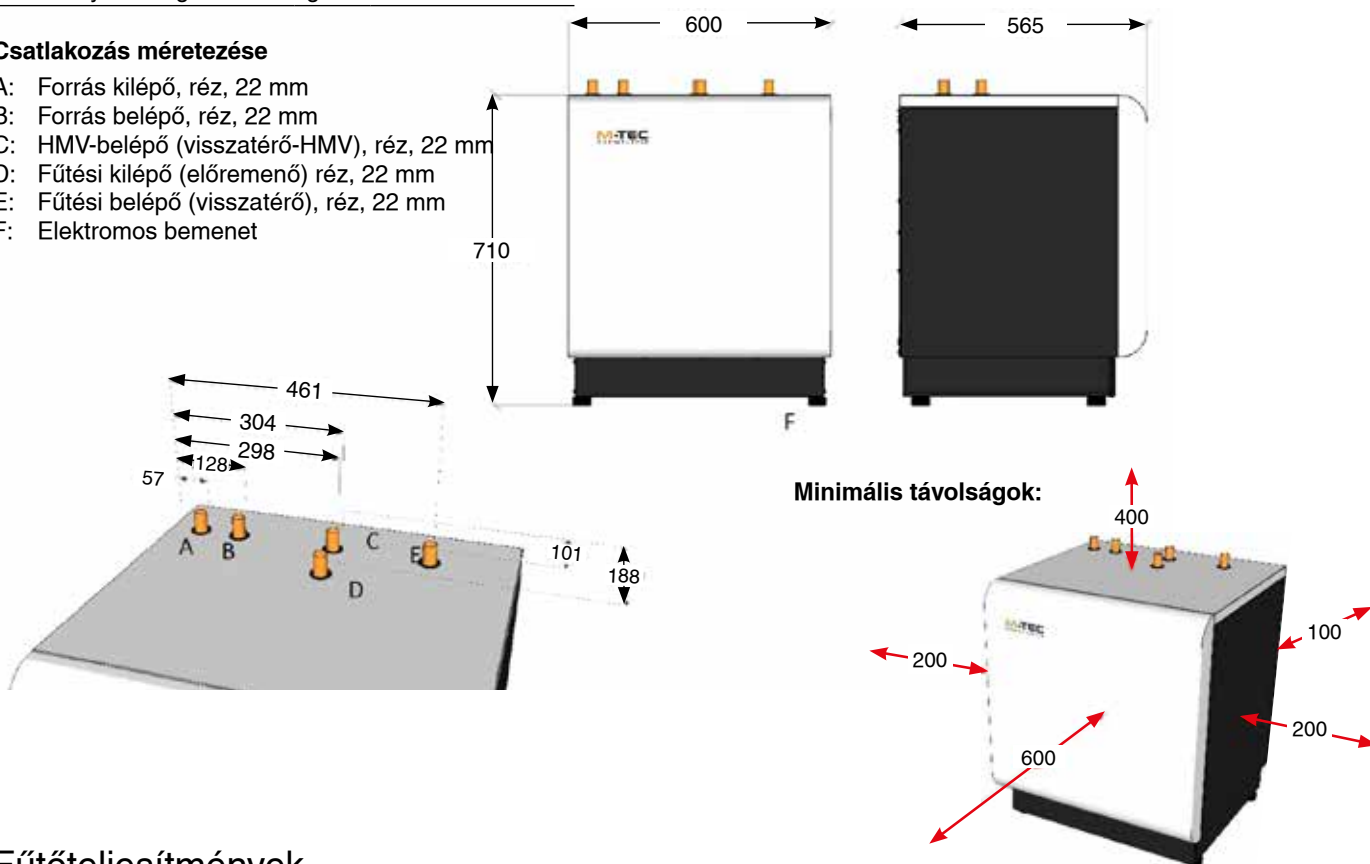 Csatlakozás méretezése
A: Forrás kilépő, réz, 22 mm
B: Forrás belépő, réz, 22 mm
C: HMV-belépő (visszatérő-HMV), réz, 22 mm
D: Fűtési kilépő (előremenő) réz, 22 mm
E: Fűtési belépő (visszatérő), réz, 22 mm
F: Elektromos bemenet
600
565
M-TEC
710
F
461
304
298
128
57
A
B
C
E
D
101
188
Minimális távolságok:
400
M-TEC
100
200
200
600
Fűtőteljesítmények